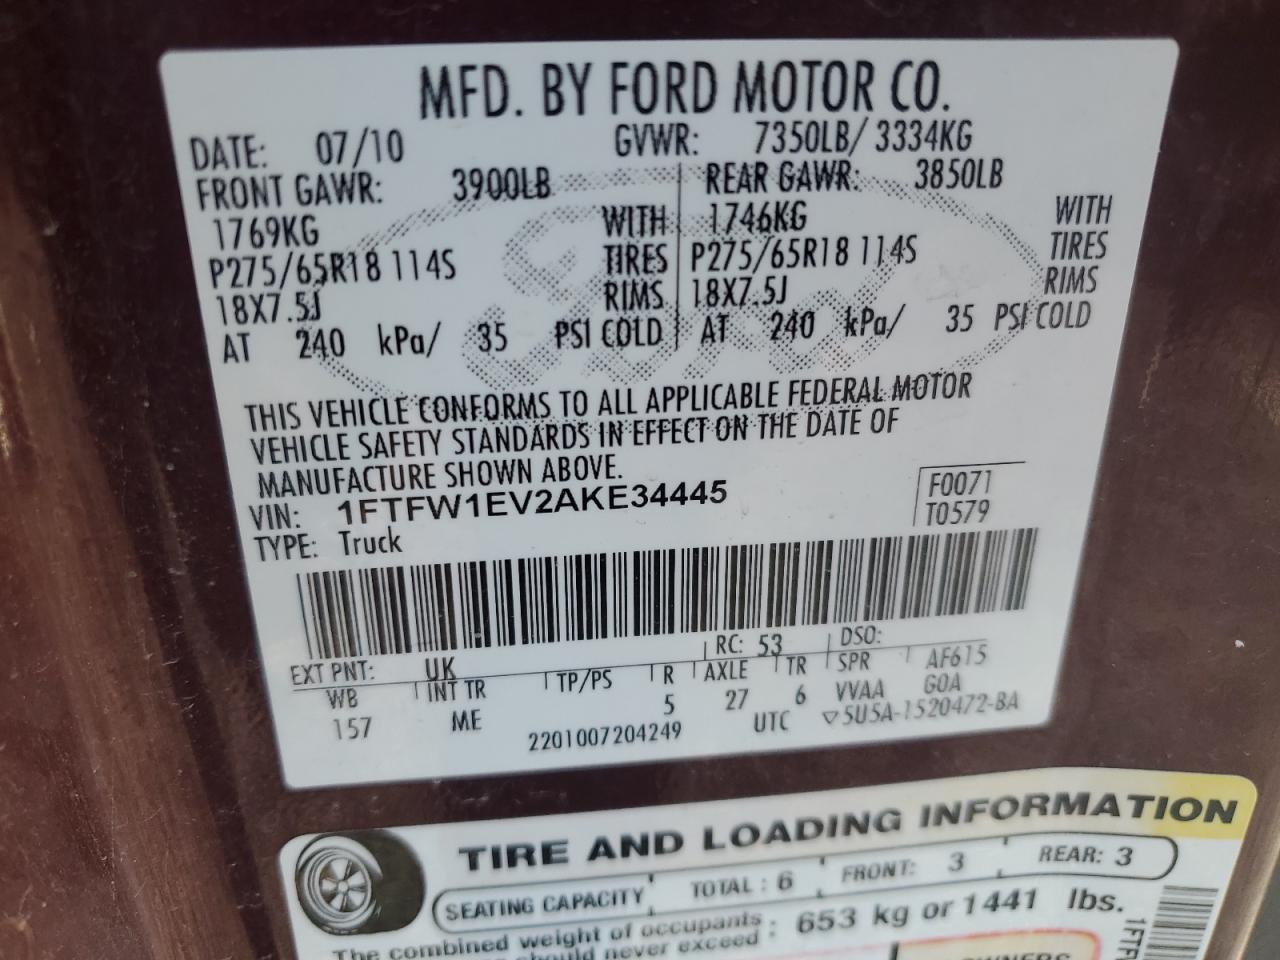 MFD. BY FORD MOTOR CO.
DATE: 07/10 GVWR: 7350LB/ 3334KG
FRONT GAWR: 3900LB REAR GAWR: 3850LB
1769KG WITH 1746KG WITH
P275/65R18 114S TIRES P275/65R18 114S TIRES
18X7.5J RIMS 18X7.5J RIMS
AT 240 kPa/ 35 PSI COLD AT 240 kPa/ 35 PSI COLD
THIS VEHICLE CONFORMS TO ALL APPLICABLE FEDERAL MOTOR
VEHICLE SAFETY STANDARDS IN EFFECT ON THE DATE OF
MANUFACTURE SHOWN ABOVE.
VIN: 1FTFW1EV2AKE34445 F0071
TYPE: Truck T0579
EXT PNT: UK RC: 53 DSO:
WB INT TR TP/PS R AXLE TR SPR AF615
157 ME 5 27 6 VVAA GOA
2201007204249 UTC ▽5U5A-1520472-BA
TIRE AND LOADING INFORMATION
SEATING CAPACITY TOTAL : 6 FRONT: 3 REAR: 3
The combined weight of occupants : 653 kg or 1441 lbs.
should never exceed
OWNERS
1FTF